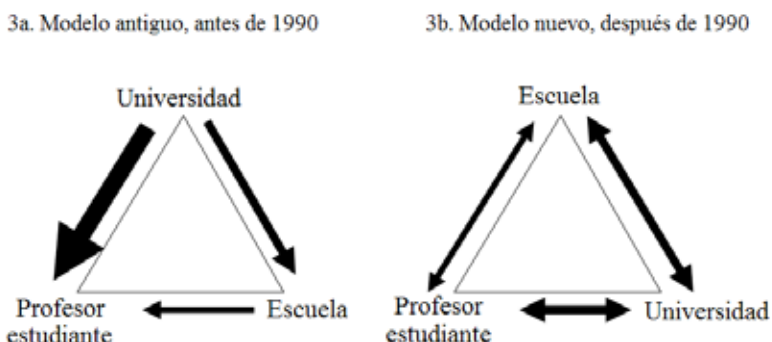 3a. Modelo antiguo, antes de 1990
3b. Modelo nuevo, después de 1990
Universidad
Profesor
estudiante
Escuela
Escuela
Profesor
estudiante
Universidad